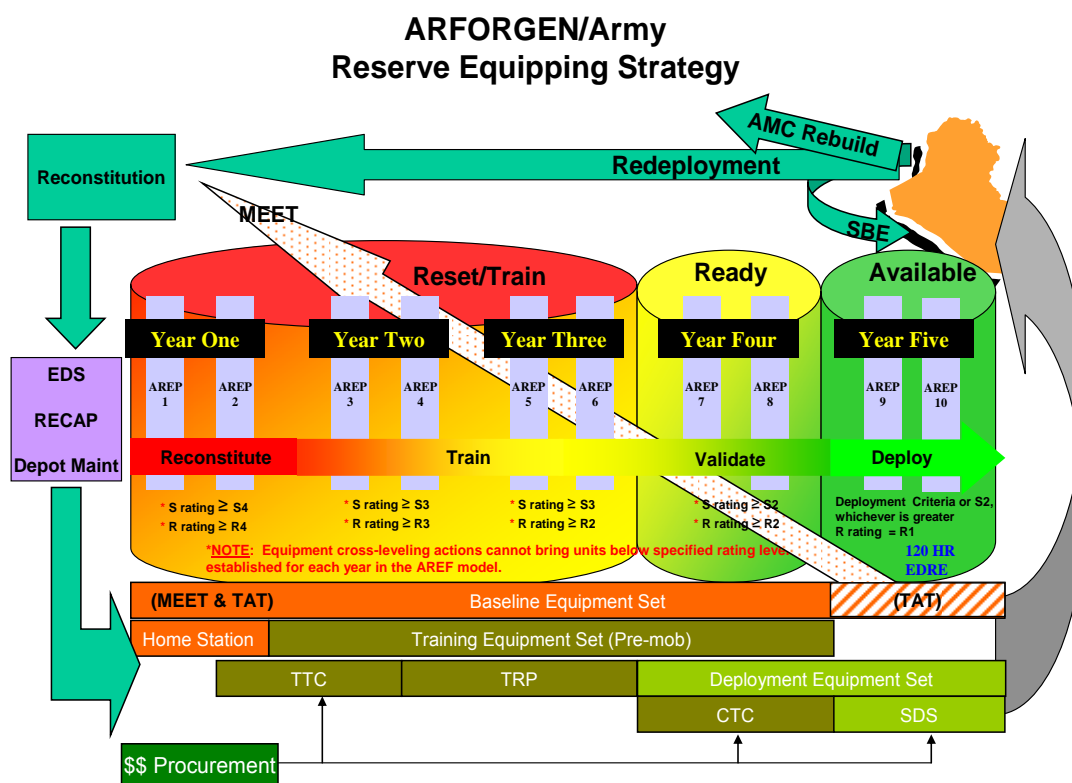 ARFORGEN/Army
Reserve Equipping Strategy
AMC Rebuild
Reconstitution
Redeployment
MEET
SBE
Reset/Train
Ready
Available
Year One
Year Two
Year Three
Year Four
Year Five
EDS
RECAP
Depot Maint
AREP
1
AREP
2
AREP
3
AREP
4
AREP
5
AREP
6
AREP
7
AREP
8
AREP
9
AREP
10
Reconstitute
Train
Validate
Deploy
* S rating ≥ S4
* R rating ≥ R4
* S rating ≥ S3
* R rating ≥ R3
* S rating ≥ S3
* R rating ≥ R2
* S rating ≥ S2
* R rating ≥ R2
Deployment Criteria or S2,
whichever is greater
R rating = R1
*NOTE: Equipment cross-leveling actions cannot bring units below specified rating leve
established for each year in the AREF model.
120 HR
EDRE
(MEET & TAT)
Baseline Equipment Set
(TAT)
Home Station
Training Equipment Set (Pre-mob)
TTC
TRP
Deployment Equipment Set
CTC
SDS
$$ Procurement